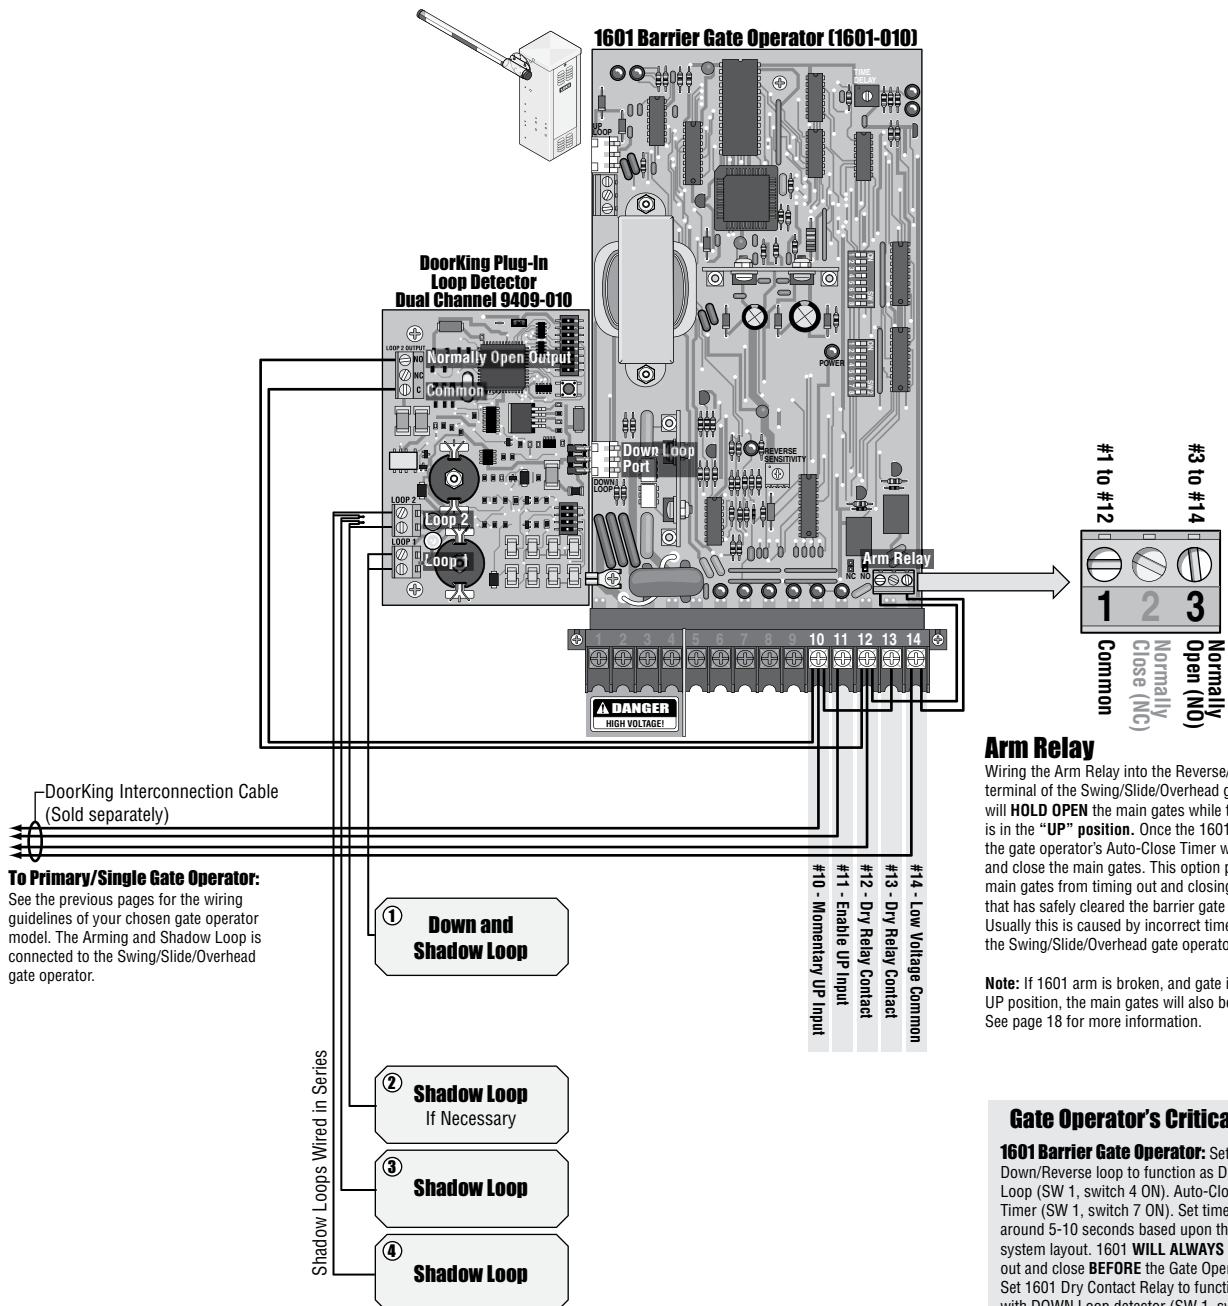 1601 Barrier Gate Operator (1601-010)
TIME
DELAY
UP
LOOP
DoorKing Plug-In
Loop Detector
Dual Channel 9409-010
LOOP 2 OUTPUT
NO
Normally Open Output
NC
C
Common
ON
SW
ON
POWER
Down Loop
Port
DOWN
LOOP
REVERSE
SENSITIVITY
LOOP 2
Loop 2
LOOP 1
Loop 1
Arm Relay
NC NO
1 2 3 4 5 6 7 8 9 10 11 12 13 14
DANGER
HIGH VOLTAGE!
#1 to #12
#3 to #14
1 2 3
Common
Normally
Close (NC)
Normally
Open (NO)
Arm Relay
Wiring the Arm Relay into the Reverse/
terminal of the Swing/Slide/Overhead g
will HOLD OPEN the main gates while t
is in the “UP” position. Once the 1601
the gate operator’s Auto-Close Timer w
and close the main gates. This option p
main gates from timing out and closing
that has safely cleared the barrier gate
Usually this is caused by incorrect time
the Swing/Slide/Overhead gate operato
Note: If 1601 arm is broken, and gate i
UP position, the main gates will also be
See page 18 for more information.
DoorKing Interconnection Cable
(Sold separately)
To Primary/Single Gate Operator:
See the previous pages for the wiring
guidelines of your chosen gate operator
model. The Arming and Shadow Loop is
connected to the Swing/Slide/Overhead
gate operator.
#10 - Momentary UP Input
#11 - Enable UP Input
#12 - Dry Relay Contact
#13 - Dry Relay Contact
#14 - Low Voltage Common
1
Down and
Shadow Loop
Shadow Loops Wired in Series
2
Shadow Loop
If Necessary
3
Shadow Loop
4
Shadow Loop
Gate Operator’s Critica
1601 Barrier Gate Operator: Set
Down/Reverse loop to function as D
Loop (SW 1, switch 4 ON). Auto-Clo
Timer (SW 1, switch 7 ON). Set time
around 5-10 seconds based upon th
system layout. 1601 WILL ALWAYS
out and close BEFORE the Gate Oper
Set 1601 Dry Contact Relay to functi
with DOWN Loop detector (SW 1, sw